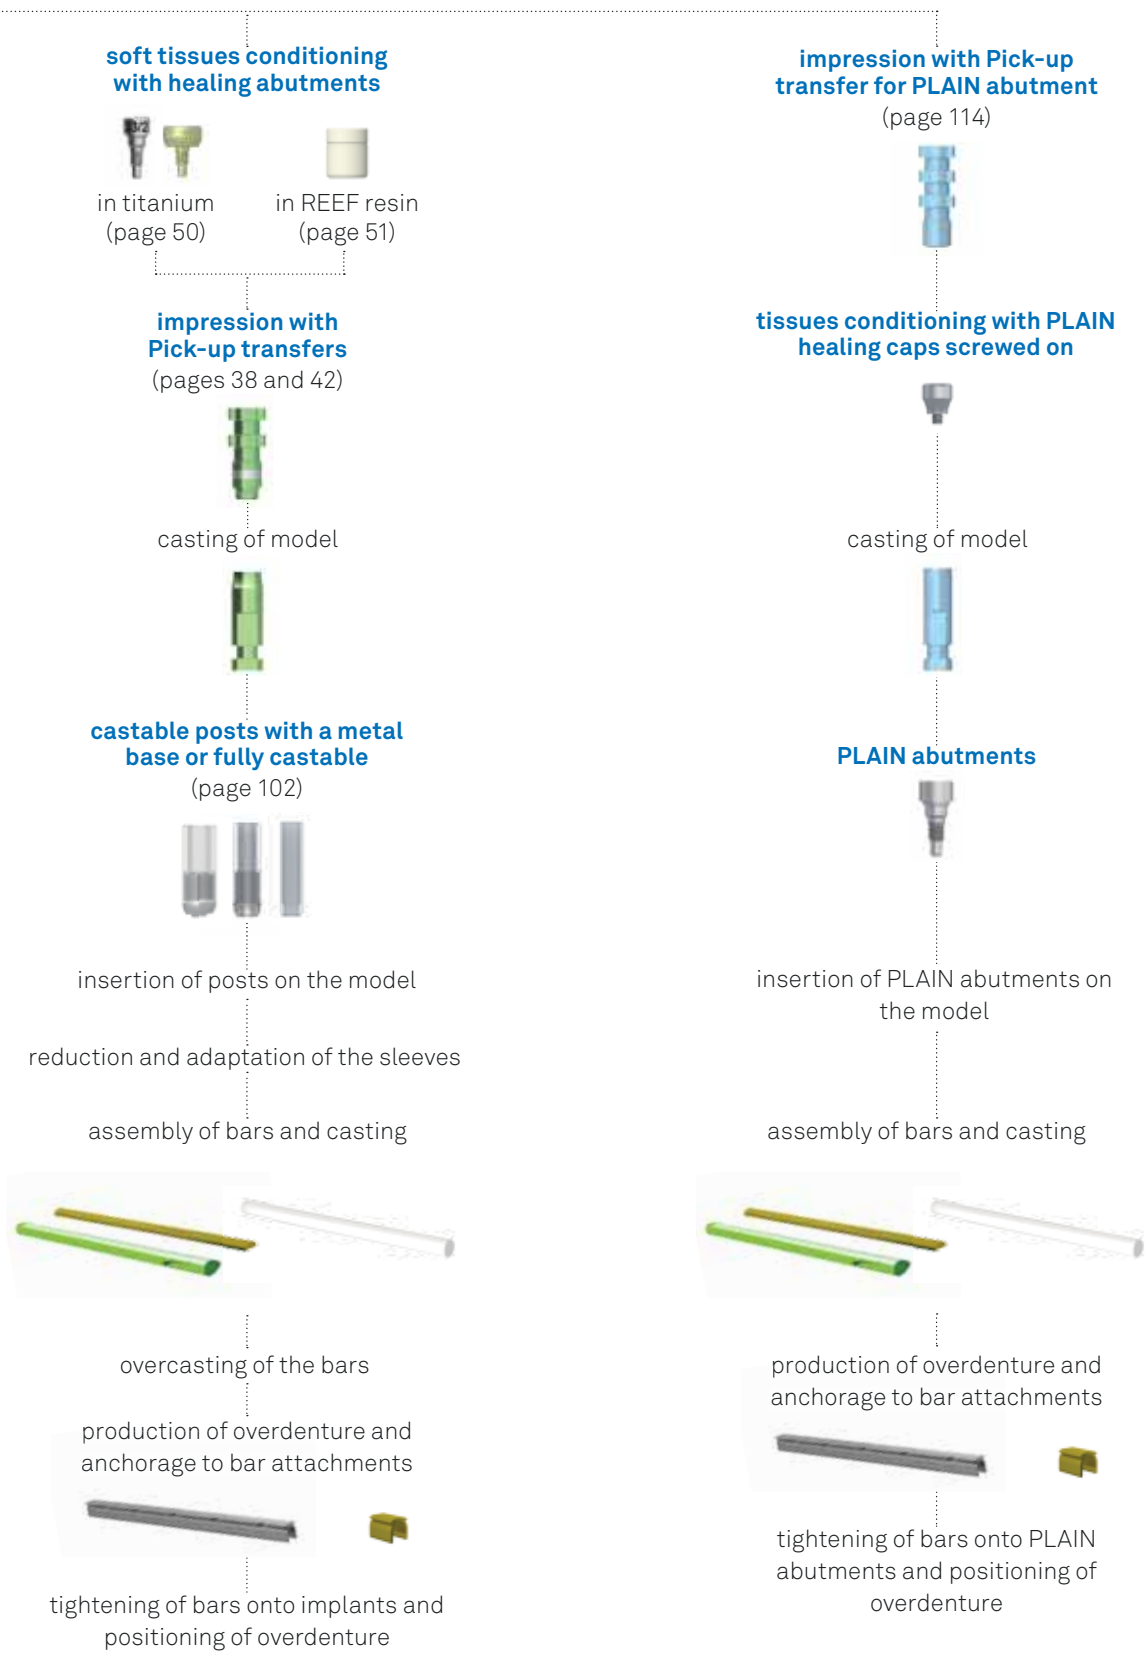 soft tissues conditioning
with healing abutments
in titanium
(page 50)
in REEF resin
(page 51)
impression with
Pick-up transfers
(pages 38 and 42)
casting of model
castable posts with a metal
base or fully castable
(page 102)
insertion of posts on the model
reduction and adaptation of the sleeves
assembly of bars and casting
overcasting of the bars
production of overdenture and
anchorage to bar attachments
tightening of bars onto implants and
positioning of overdenture
impression with Pick-up
transfer for PLAIN abutment
(page 114)
tissues conditioning with PLAIN
healing caps screwed on
casting of model
PLAIN abutments
insertion of PLAIN abutments on
the model
assembly of bars and casting
production of overdenture and
anchorage to bar attachments
tightening of bars onto PLAIN
abutments and positioning of
overdenture